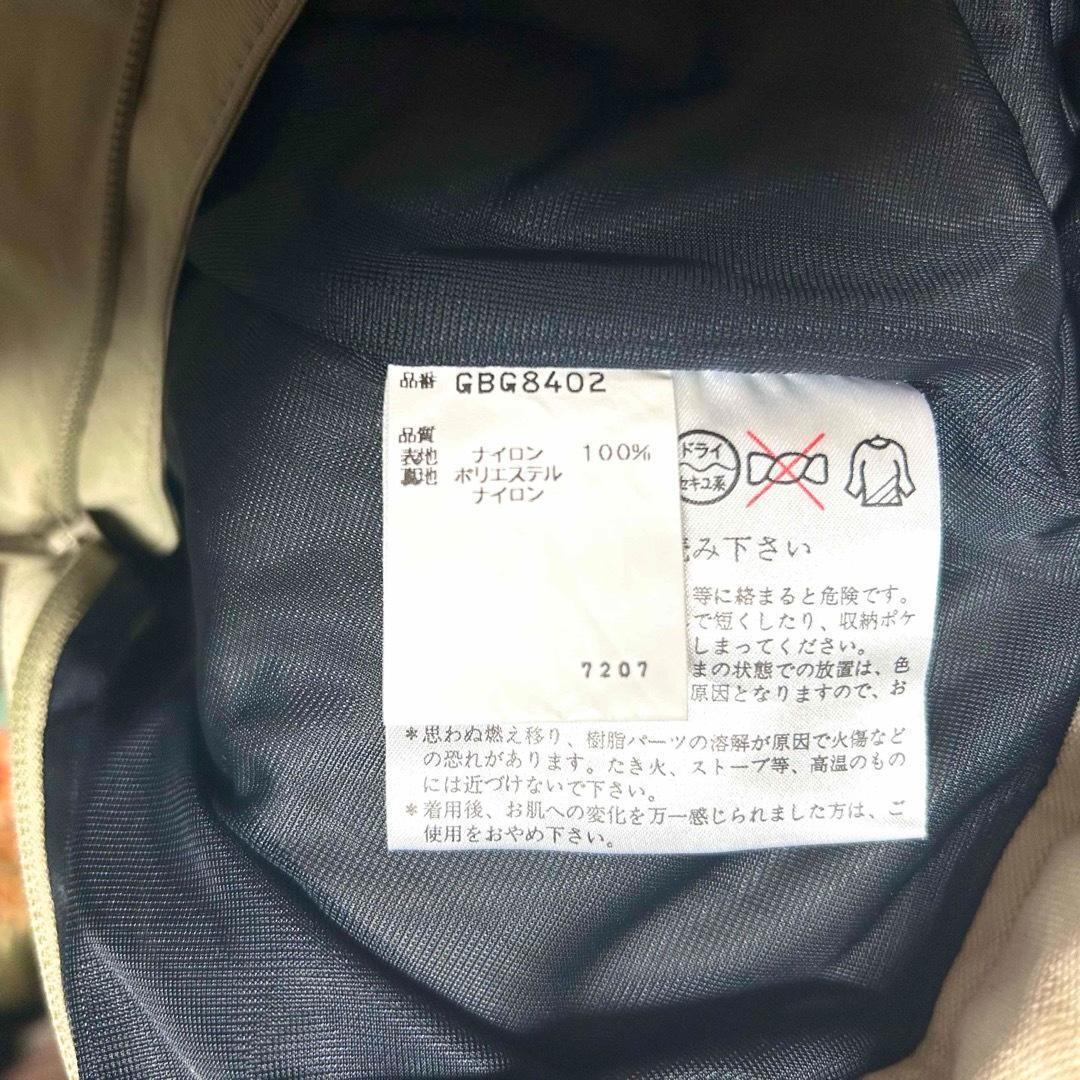 品番 GBG8402
品質
表地 ナイロン 100%
裏地 ポリエステル
ナイロン
7207
ドライ
セキユ系
み下さい
等に絡まると危険です。
で短くしたり、収納ポケ
しまってください。
まの状態での放置は、色
原因となりますので、お
*思わぬ燃え移り、樹脂パーツの溶解が原因で火傷など
の恐れがあります。たき火、ストーブ等、高温のもの
には近づけないで下さい。
*着用後、お肌への変化を万一感じられました方は、ご
使用をおやめ下さい。